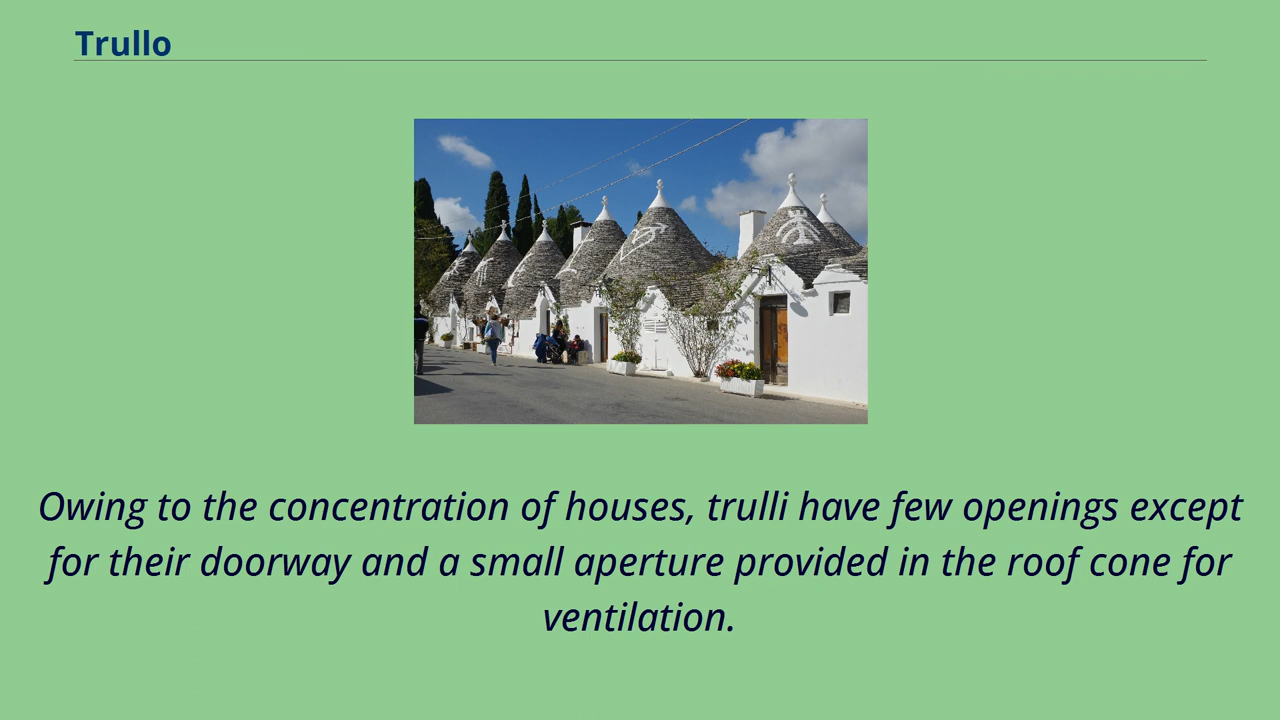 Trullo
Owing to the concentration of houses, trulli have few openings except
for their doorway and a small aperture provided in the roof cone for
ventilation.